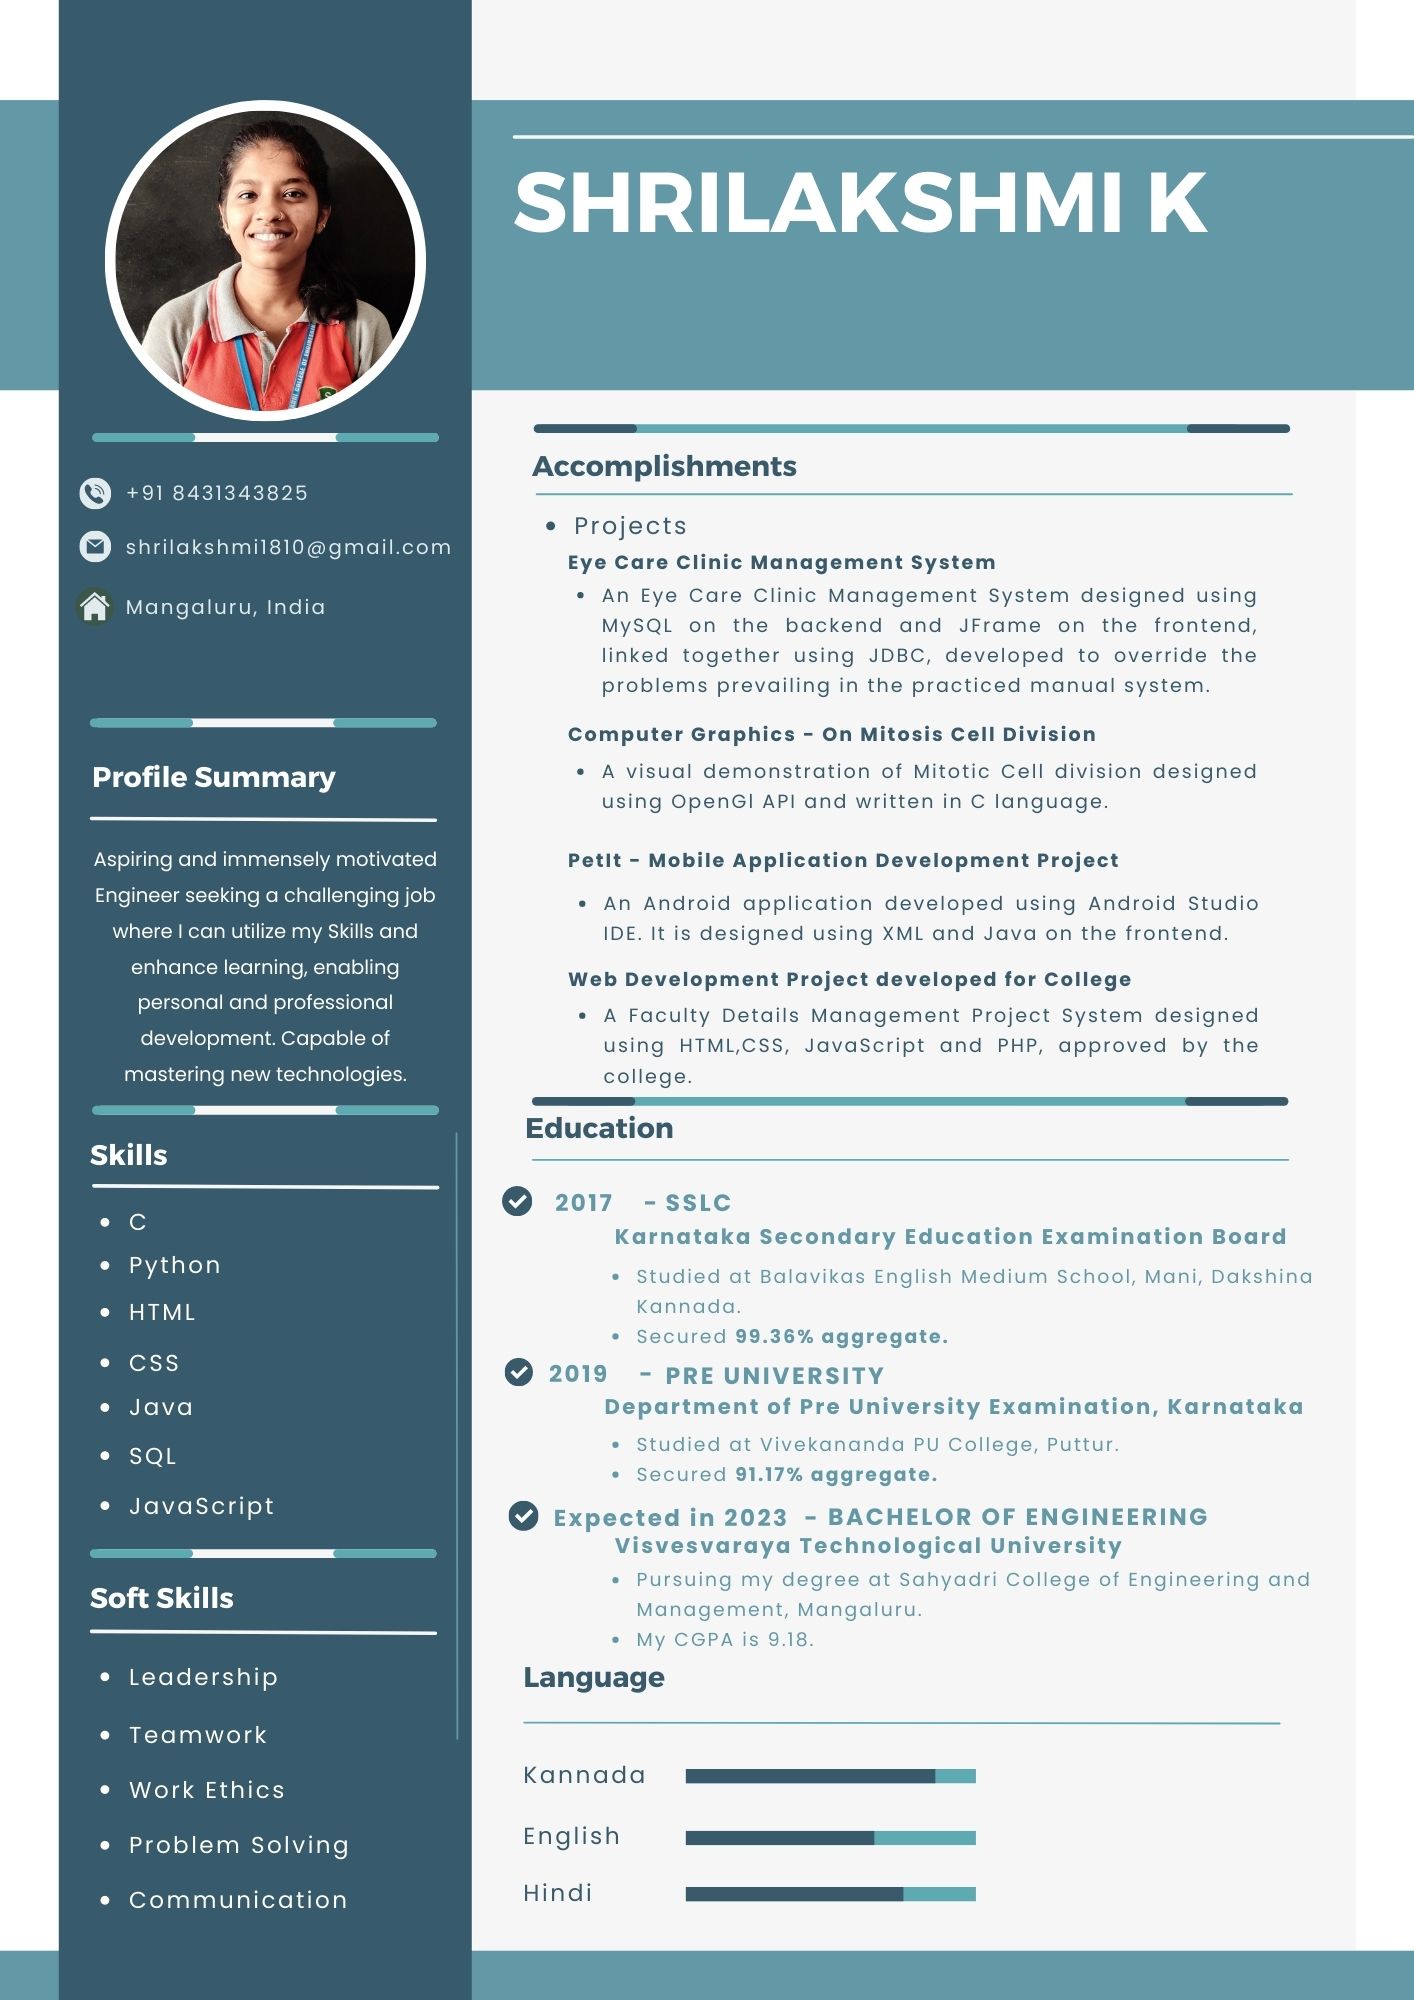 SHRILAKSHMI K
+91 8431343825
shrilakshmi1810@gmail.com
Mangaluru, India
Profile Summary
Aspiring and immensely motivated
Engineer seeking a challenging job
where I can utilize my Skills and
enhance learning, enabling
personal and professional
development. Capable of
mastering new technologies.
Skills
• C
• Python
• HTML
• CSS
• Java
• SQL
• JavaScript
Soft Skills
• Leadership
• Teamwork
• Work Ethics
• Problem Solving
• Communication
Accomplishments
• Projects
Eye Care Clinic Management System
• An Eye Care Clinic Management System designed using
MySQL on the backend and JFrame on the frontend,
linked together using JDBC, developed to override the
problems prevailing in the practiced manual system.
Computer Graphics - On Mitosis Cell Division
• A visual demonstration of Mitotic Cell division designed
using OpenGl API and written in C language.
PetIt - Mobile Application Development Project
• An Android application developed using Android Studio
IDE. It is designed using XML and Java on the frontend.
Web Development Project developed for College
• A Faculty Details Management Project System designed
using HTML,CSS, JavaScript and PHP, approved by the
college.
Education
2017 - SSLC
Karnataka Secondary Education Examination Board
• Studied at Balavikas English Medium School, Mani, Dakshina
Kannada.
• Secured 99.36% aggregate.
2019 - PRE UNIVERSITY
Department of Pre University Examination, Karnataka
• Studied at Vivekananda PU College, Puttur.
• Secured 91.17% aggregate.
Expected in 2023 - BACHELOR OF ENGINEERING
Visvesvaraya Technological University
• Pursuing my degree at Sahyadri College of Engineering and
Management, Mangaluru.
• My CGPA is 9.18.
Language
Kannada
English
Hindi